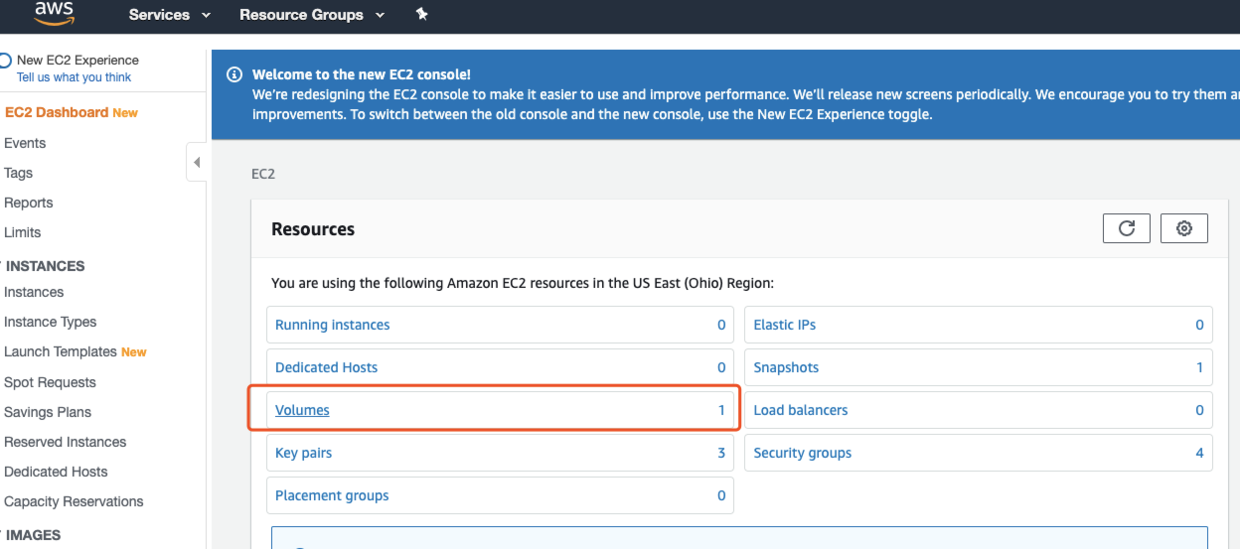 aws
Services
Resource Groups
New EC2 Experience
Tell us what you think
EC2 Dashboard New
Events
Tags
Reports
Limits
INSTANCES
Instances
Instance Types
Launch Templates New
Spot Requests
Savings Plans
Reserved Instances
Dedicated Hosts
Capacity Reservations
IMAGES
Welcome to the new EC2 console!
We're redesigning the EC2 console to make it easier to use and improve performance. We'll release new screens periodically. We encourage you to try them
improvements. To switch between the old console and the new console, use the New EC2 Experience toggle.
EC2
Resources
You are using the following Amazon EC2 resources in the US East (Ohio) Region:
Running instances 0
Elastic IPs 0
Dedicated Hosts 0
Snapshots 1
Volumes 1
Load balancers 0
Key pairs 3
Security groups 4
Placement groups 0